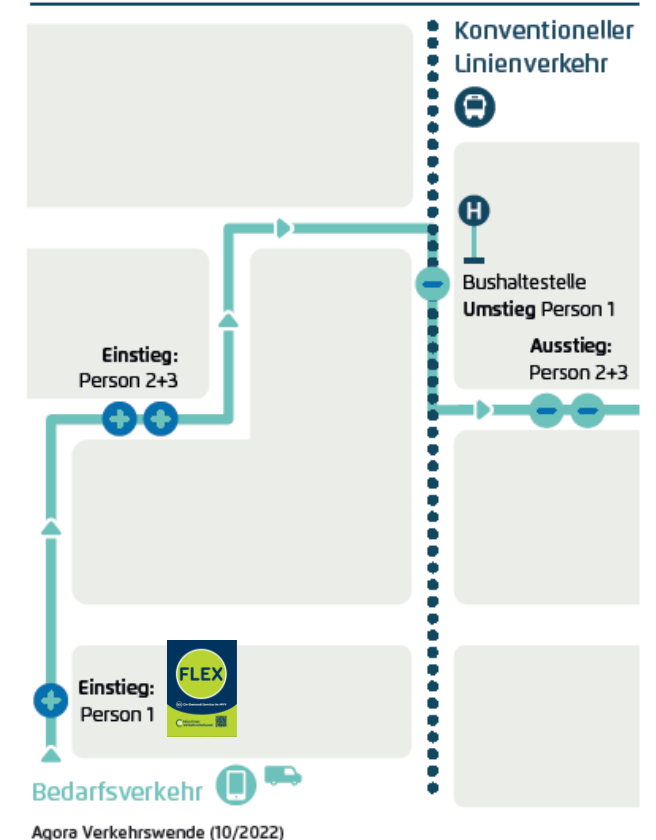 Konventioneller
Linienverkehr
H
Bushaltestelle
Umstieg Person 1
Ausstieg:
Person 2+3
Einstieg:
Person 2+3
Einstieg:
Person 1
FLEX
Bedarfsverkehr
Agora Verkehrswende (10/2022)